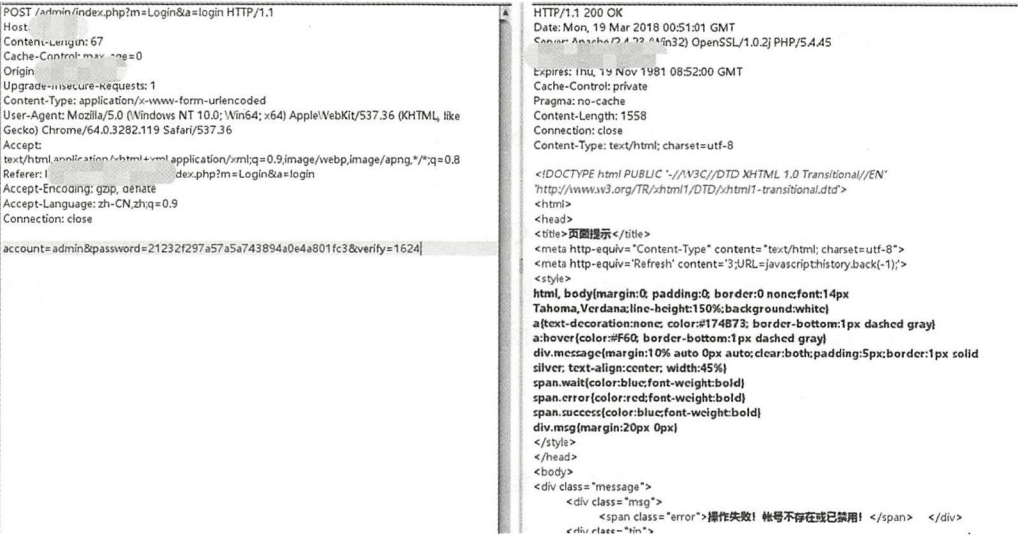 POST /admin/index.php?m=Login&a=login HTTP/1.1
Host
Content-Length: 67
Cache-Control: max-age=0
Origin
Upgrade-Insecure-Requests: 1
Content-Type: application/x-www-form-urlencoded
User-Agent: Mozilla/5.0 (Windows NT 10.0; Win64; x64) AppleWebKit/537.36 (KHTML, like
Gecko) Chrome/64.0.3282.119 Safari/537.36
Accept:
text/html,application/xhtml+xml,application/xml;q=0.9,image/webp,image/apng,*/*;q=0.8
Referer: dex.php?m=Login&a=login
Accept-Encoding: gzip, deflate
Accept-Language: zh-CN,zh;q=0.9
Connection: close
account=admin&password=21232f297a57a5a743894a0e4a801fc3&verify=1624
HTTP/1.1 200 OK
Date: Mon, 19 Mar 2018 00:51:01 GMT
Server: Apache/2.4.23 (Win32) OpenSSL/1.0.2j PHP/5.4.45
Expires: Thu, 19 Nov 1981 08:52:00 GMT
Cache-Control: private
Pragma: no-cache
Content-Length: 1558
Connection: close
Content-Type: text/html; charset=utf-8
<!DOCTYPE html PUBLIC '-//W3C//DTD XHTML 1.0 Transitional//EN'
'http://www.w3.org/TR/xhtml1/DTD/xhtml1-transitional.dtd'>
<html>
<head>
<title>页面提示</title>
<meta http-equiv="Content-Type" content="text/html; charset=utf-8">
<meta http-equiv='Refresh' content='3;URL=javascript:history.back(-1);'>
<style>
html, body{margin:0; padding:0; border:0 none;font:14px
Tahoma,Verdana;line-height:150%;background:white}
a{text-decoration:none; color:#174B73; border-bottom:1px dashed gray}
a:hover{color:#F60; border-bottom:1px dashed gray}
div.message{margin:10% auto 0px auto;clear:both;padding:5px;border:1px solid
silver; text-align:center; width:45%}
span.wait{color:blue;font-weight:bold}
span.error{color:red;font-weight:bold}
span.success{color:blue;font-weight:bold}
div.msg{margin:20px 0px}
</style>
</head>
<body>
<div class="message">
<div class="msg">
<span class="error">操作失败！帐号不存在或已禁用！</span> </div>
<div class="tip">